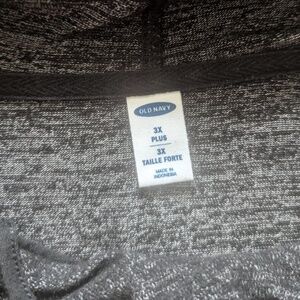 OLD NAVY
3X
PLUS
3X
TAILLE FORTE
MADE IN
INDONESIA